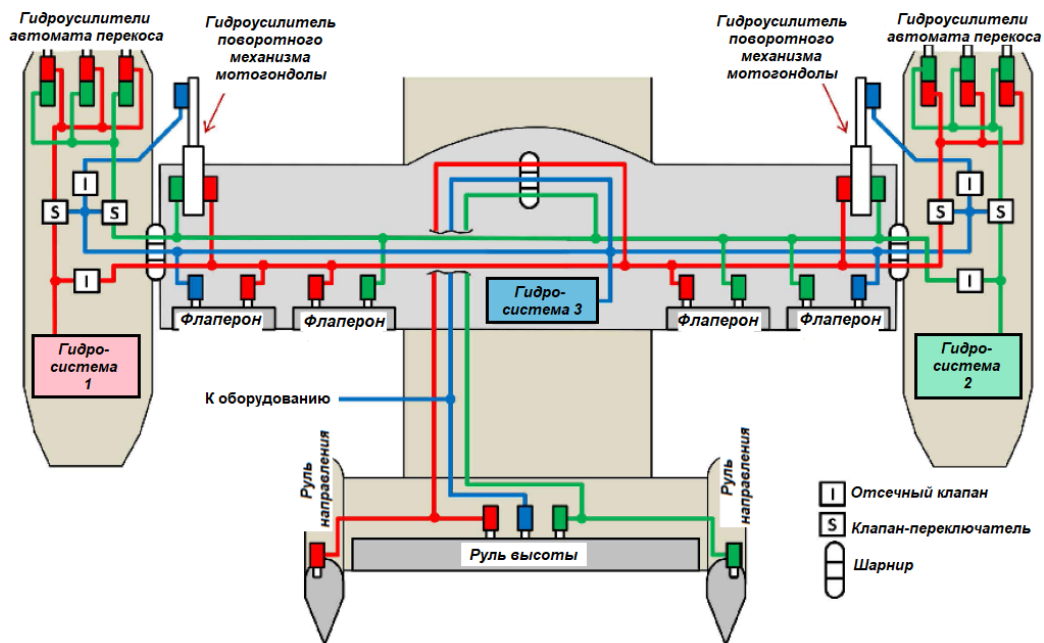 Гидроусилители
автомата перекоса
Гидроусилитель
поворотного
механизма
мотогондолы
Гидроусилитель
поворотного
механизма
мотогондолы
Гидроусилители
автомата перекоса
I
S
S
I
I
S
S
I
Флаперон
Флаперон
Гидро-
система 3
Флаперон
Флаперон
Гидро-
система
1
Гидро-
система
2
К оборудованию
Руль
направления
Руль
направления
Руль высоты
I
Отсечный клапан
S
Клапан-переключатель
Шарнир